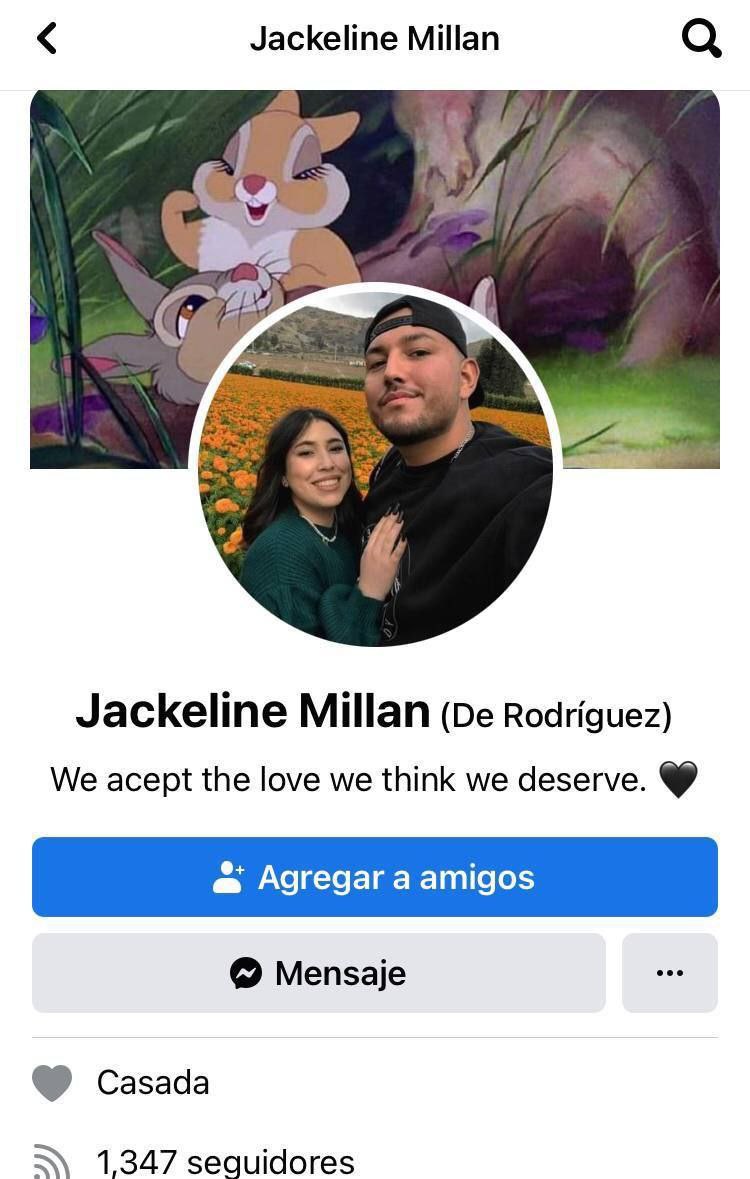 Jackeline Millan
Jackeline Millan (De Rodríguez)
We acept the love we think we deserve. 🖤
Agregar a amigos
Mensaje
Casada
1,347 seguidores